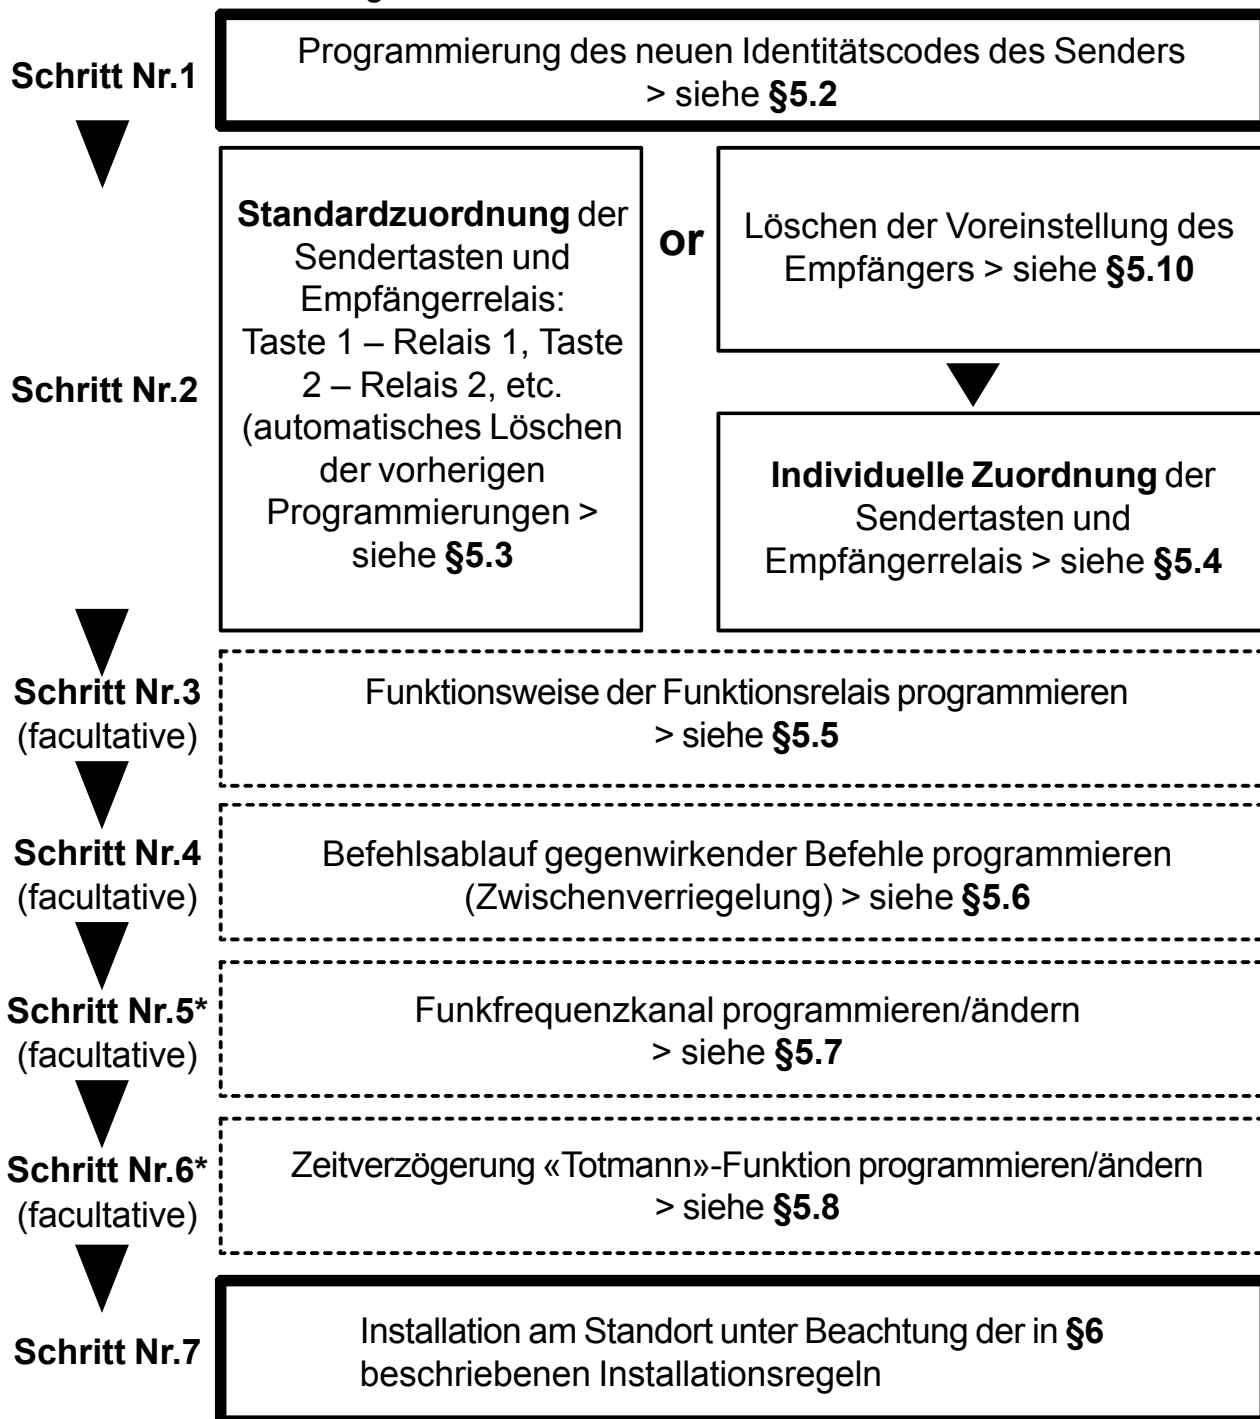 Schritt Nr.1
Programmierung des neuen Identitätscodes des Senders
> siehe §5.2
Schritt Nr.2
Standardzuordnung der
Sendertasten und
Empfängerrelais:
Taste 1 – Relais 1, Taste
2 – Relais 2, etc.
(automatisches Löschen
der vorherigen
Programmierungen >
siehe §5.3
or
Löschen der Voreinstellung des
Empfängers > siehe §5.10
Individuelle Zuordnung der
Sendertasten und
Empfängerrelais > siehe §5.4
Schritt Nr.3
(facultative)
Funktionsweise der Funktionsrelais programmieren
> siehe §5.5
Schritt Nr.4
(facultative)
Befehlsablauf gegenwirkender Befehle programmieren
(Zwischenverriegelung) > siehe §5.6
Schritt Nr.5*
(facultative)
Funkfrequenzkanal programmieren/ändern
> siehe §5.7
Schritt Nr.6*
(facultative)
Zeitverzögerung «Totmann»-Funktion programmieren/ändern
> siehe §5.8
Schritt Nr.7
Installation am Standort unter Beachtung der in §6
beschriebenen Installationsregeln